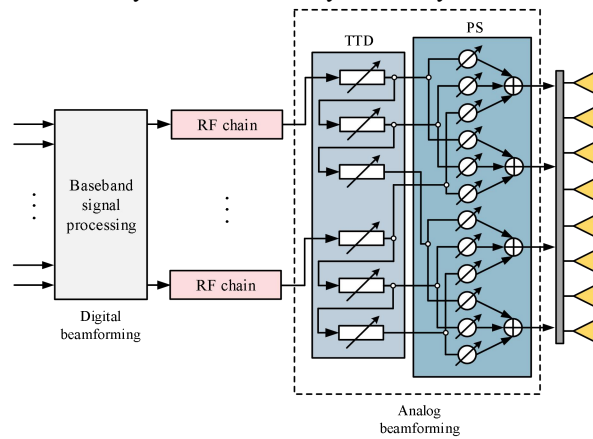 TTD
PS
RF chain
Baseband
signal
processing
RF chain
Digital
beamforming
Analog
beamforming